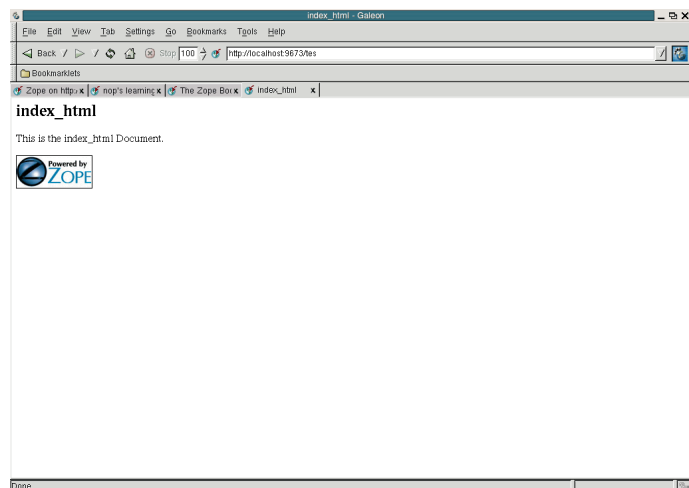 index_html - Galeon
File Edit View Tab Settings Go Bookmarks Tools Help
Back Stop 100 http://localhost:9673/tes
Bookmarklets
Zope on http: x nop's learning x The Zope Boo x index_html x
index_html
This is the index_html Document.
Powered by
ZOPE
Done